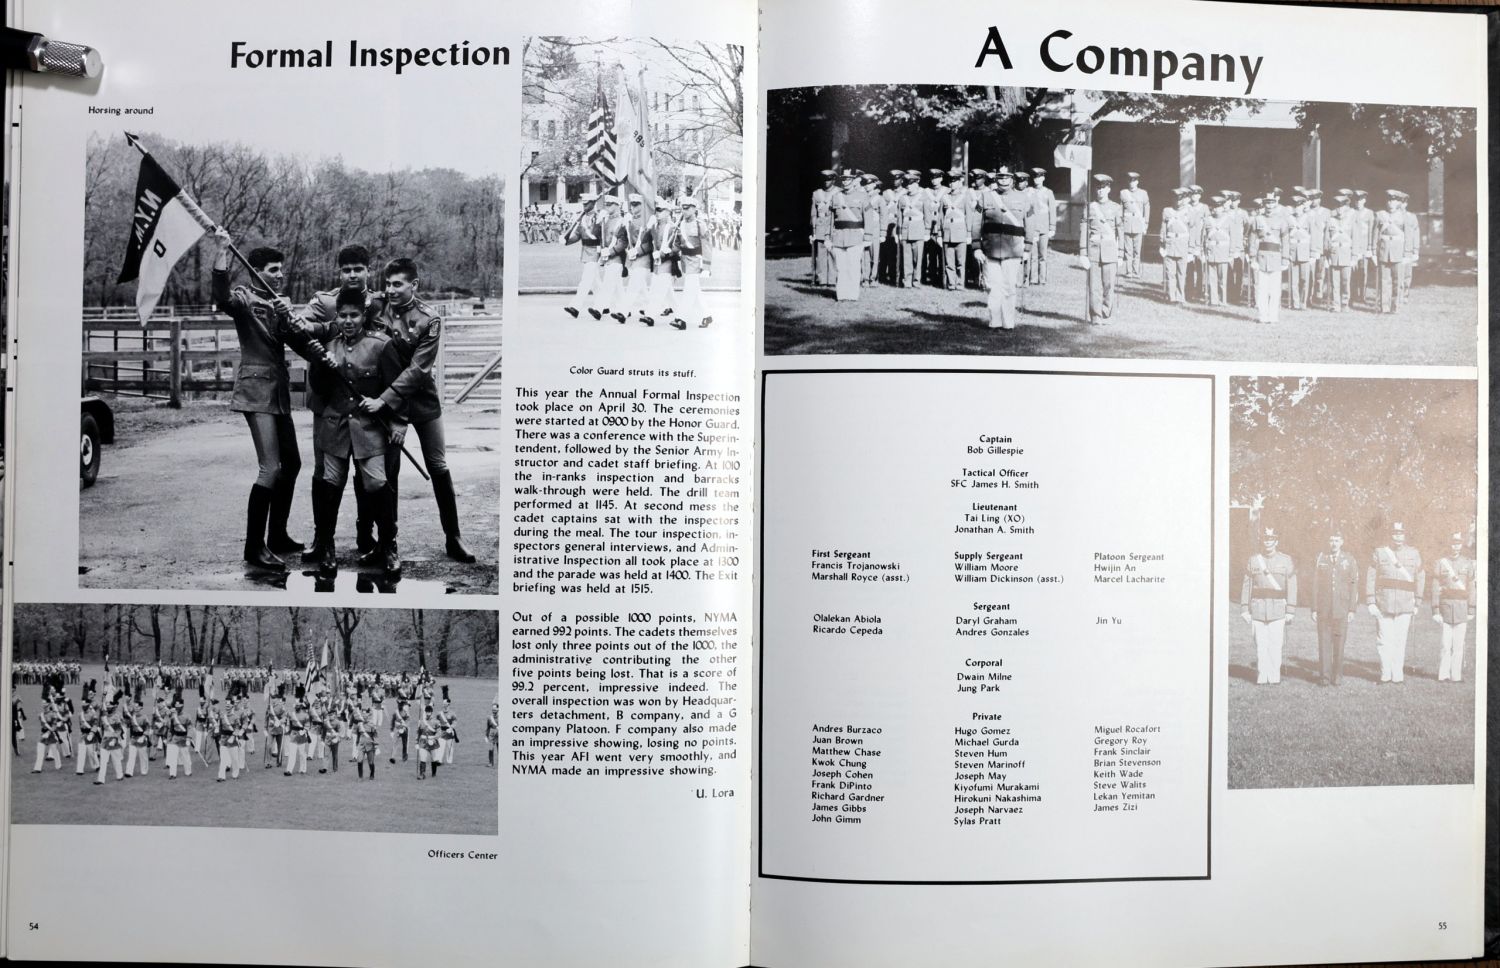 Formal Inspection
Horsing around
N.Y.M.
D
Color Guard struts its stuff.
This year the Annual Formal Inspection
took place on April 30. The ceremonies
were started at 0900 by the Honor Guard.
There was a conference with the Superin-
tendent, followed by the Senior Army In-
structor and cadet staff briefing. At 1010
the in-ranks inspection and barracks
walk-through were held. The drill team
performed at 1145. At second mess the
cadet captains sat with the inspectors
during the meal. The tour inspection, in-
spectors general interviews, and Admin-
istrative Inspection all took place at 1300
and the parade was held at 1400. The Exit
briefing was held at 1515.
Out of a possible 1000 points, NYMA
earned 992 points. The cadets themselves
lost only three points out of the 1000, the
administrative contributing the other
five points being lost. That is a score of
99.2 percent, impressive indeed. The
overall inspection was won by Headquar-
ters detachment, B company, and a G
company Platoon. F company also made
an impressive showing, losing no points.
This year AFI went very smoothly, and
NYMA made an impressive showing.
U. Lora
Officers Center
54
A Company
A
Captain
Bob Gillespie
Tactical Officer
SFC James H. Smith
Lieutenant
Tai Ling (XO)
Jonathan A. Smith
First Sergeant
Francis Trojanowski
Marshall Royce (asst.)
Supply Sergeant
William Moore
William Dickinson (asst.)
Platoon Sergeant
Hwijin An
Marcel Lacharite
Sergeant
Olalekan Abiola
Ricardo Cepeda
Daryl Graham
Andres Gonzales
Jin Yu
Corporal
Dwain Milne
Jung Park
Private
Andres Burzaco
Juan Brown
Matthew Chase
Kwok Chung
Joseph Cohen
Frank DiPinto
Richard Gardner
James Gibbs
John Gimm
Hugo Gomez
Michael Gurda
Steven Hum
Steven Marinoff
Joseph May
Kiyofumi Murakami
Hirokuni Nakashima
Joseph Narvaez
Sylas Pratt
Miguel Rocafort
Gregory Roy
Frank Sinclair
Brian Stevenson
Keith Wade
Steve Walits
Lekan Yemitan
James Zizi
55